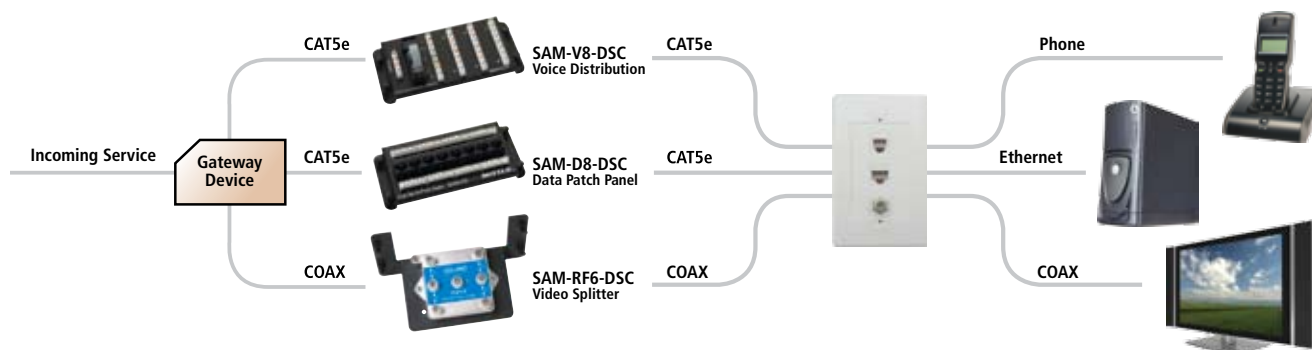 CAT5e
SAM-V8-DSC
Voice Distribution
CAT5e
Phone
Incoming Service
Gateway
Device
CAT5e
SAM-D8-DSC
Data Patch Panel
CAT5e
Ethernet
COAX
SAM-RF6-DSC
Video Splitter
COAX
COAX